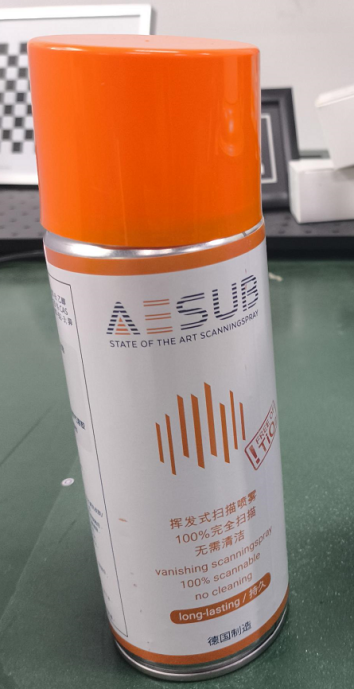 AESUB
STATE OF THE ART SCANNINGSPRAY
挥发式扫描喷雾
100%完全扫描
无需清洁
vanishing scanningspray
100% scannable
no cleaning
long-lasting / 持久
德国制造